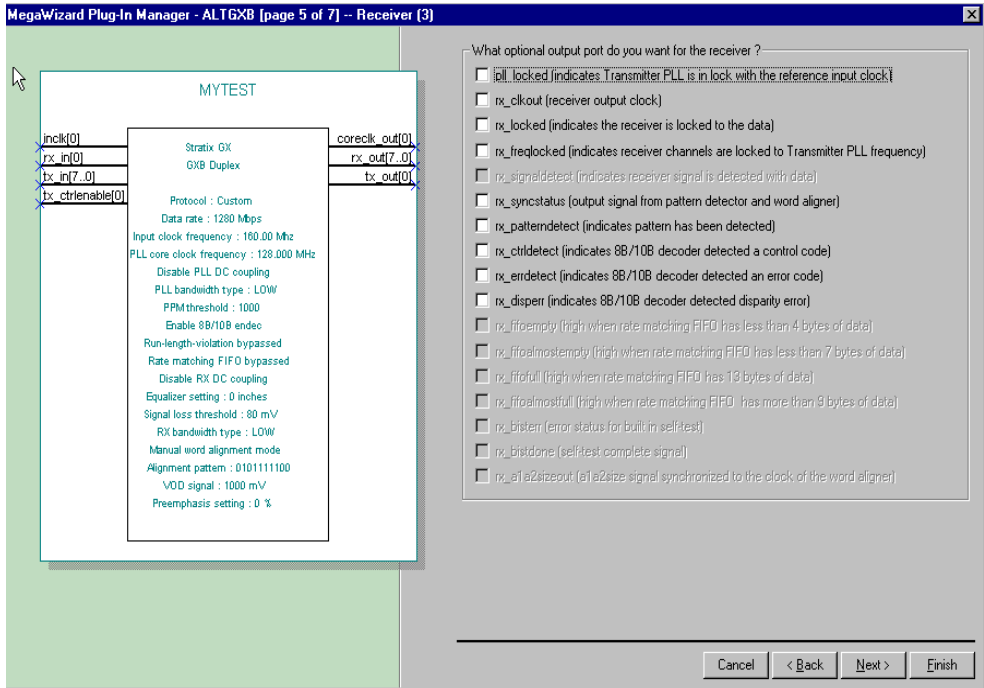 MegaWizard Plug-In Manager - ALTGXB [page 5 of 7] -- Receiver (3)
MYTEST
inclk[0]
rx_in[0]
tx_in[7..0]
tx_ctrlenable[0]
coreclk_out[0]
rx_out[7..0]
tx_out[0]
Stratix GX
GXB Duplex
Protocol : Custom
Data rate : 1280 Mbps
Input clock frequency : 160.00 Mhz
PLL core clock frequency : 128.000 MHz
Disable PLL DC coupling
PLL bandwidth type : LOW
PPM threshold : 1000
Enable 8B/10B endec
Run-length-violation bypassed
Rate matching FIFO bypassed
Disable RX DC coupling
Equalizer setting : 0 inches
Signal loss threshold : 80 mV
RX bandwidth type : LOW
Manual word alignment mode
Alignment pattern : 0101111100
VOD signal : 1000 mV
Preemphasis setting : 0 %
What optional output port do you want for the receiver ?
pll_locked (indicates Transmitter PLL is in lock with the reference input clock)
rx_clkout (receiver output clock)
rx_locked (indicates the receiver is locked to the data)
rx_freqlocked (indicates receiver channels are locked to Transmitter PLL frequency)
rx_signaldetect (indicates receiver signal is detected with data)
rx_syncstatus (output signal from pattern detector and word aligner)
rx_patterndetect (indicates pattern has been detected)
rx_ctrldetect (indicates 8B/10B decoder detected a control code)
rx_errdetect (indicates 8B/10B decoder detected an error code)
rx_disperr (indicates 8B/10B decoder detected disparity error)
rx_fifoempty (high when rate matching FIFO has less than 4 bytes of data)
rx_fifoalmostempty (high when rate matching FIFO has less than 7 bytes of data)
rx_fifofull (high when rate matching FIFO has 13 bytes of data)
rx_fifoalmostfull (high when rate matching FIFO has more than 9 bytes of data)
rx_bisterr (error status for built in self-test)
rx_bistdone (self-test complete signal)
rx_a1a2sizeout (a1a2size signal synchronized to the clock of the word aligner)
Cancel
< Back
Next >
Finish